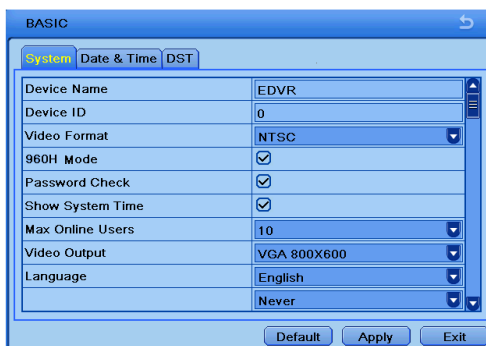 BASIC
System Date & Time DST
Device Name EDVR
Device ID 0
Video Format NTSC
960H Mode
Password Check
Show System Time
Max Online Users 10
Video Output VGA 800X600
Language English
Never
Default Apply Exit